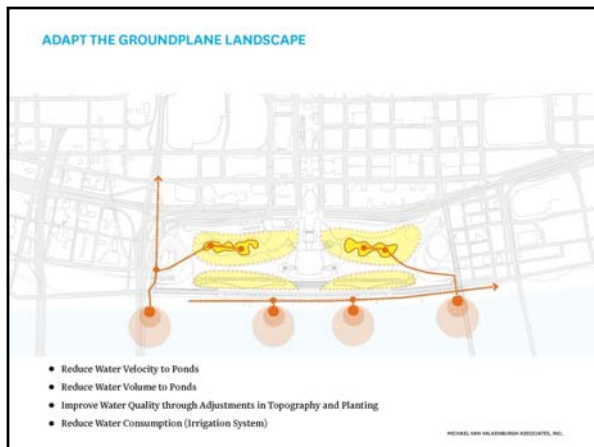 ADAPT THE GROUNDPLANE LANDSCAPE
● Reduce Water Velocity to Ponds
● Reduce Water Volume to Ponds
● Improve Water Quality through Adjustments in Topography and Planting
● Reduce Water Consumption (Irrigation System)
MICHAEL VAN VALKENBURGH ASSOCIATES, INC.